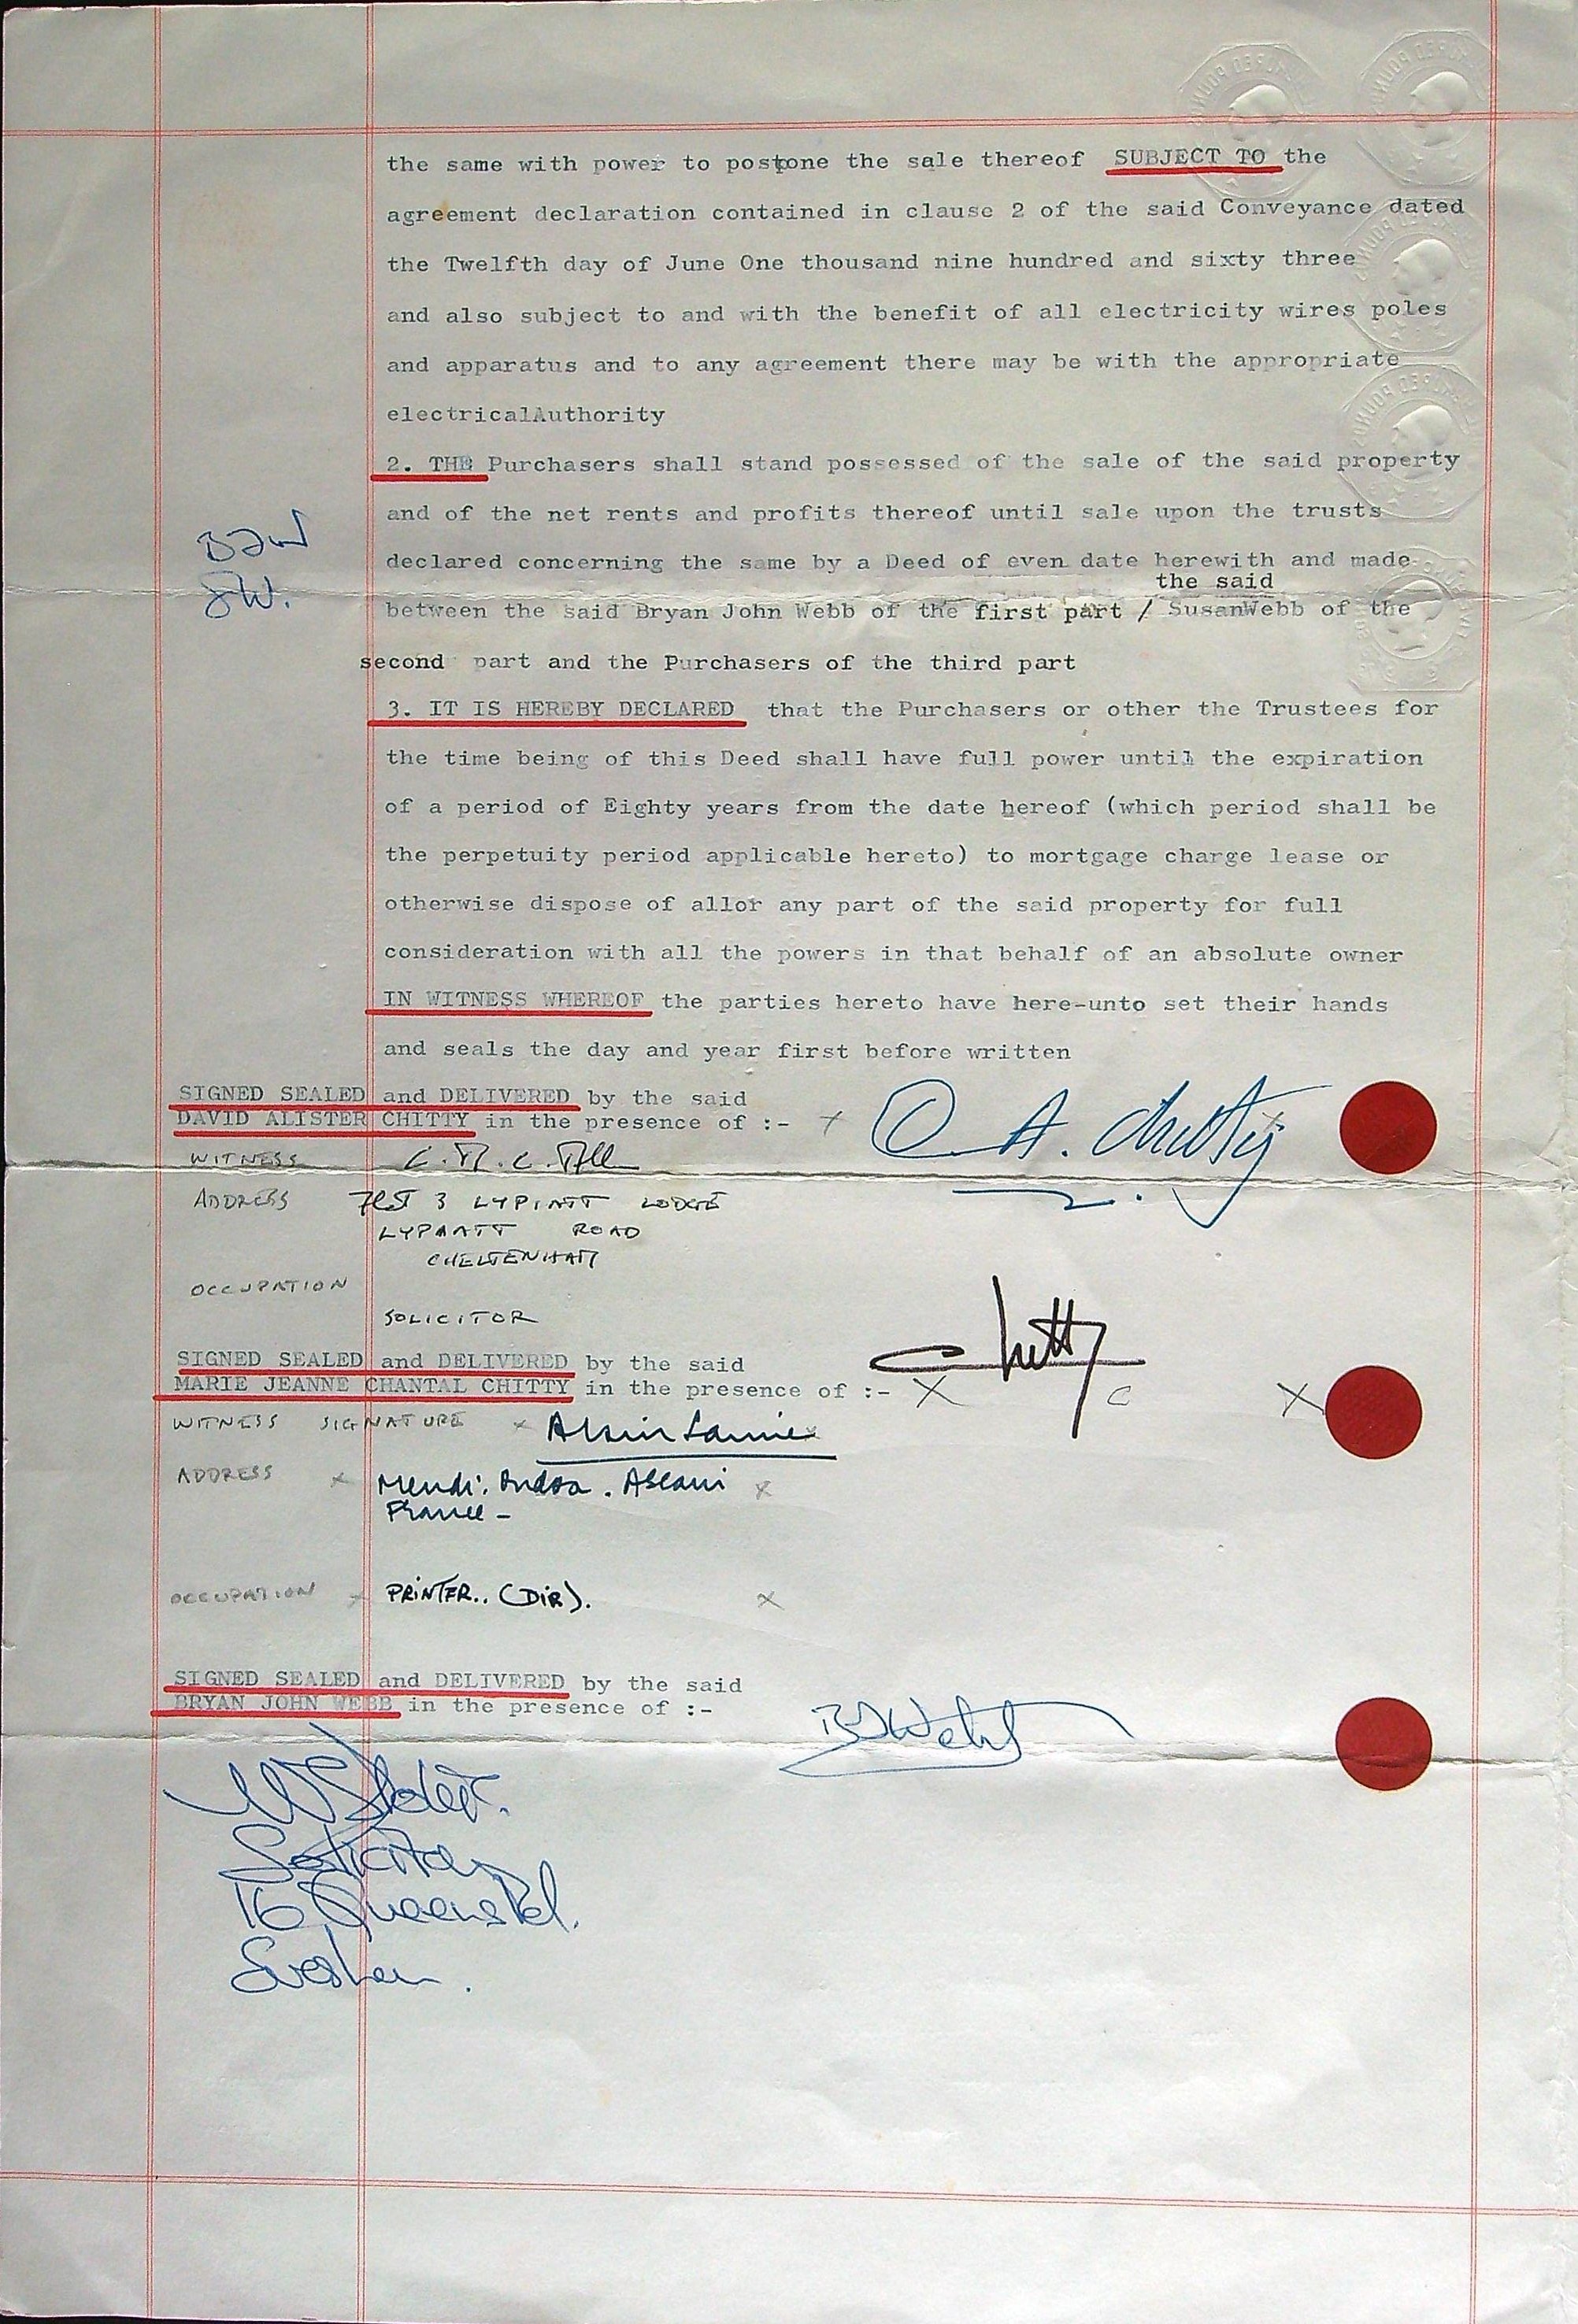 the same with power to postpone the sale thereof SUBJECT TO the
agreement declaration contained in clause 2 of the said Conveyance dated
the Twelfth day of June One thousand nine hundred and sixty three
and also subject to and with the benefit of all electricity wires poles
and apparatus and to any agreement there may be with the appropriate
electricalAuthority
2. THE Purchasers shall stand possessed of the sale of the said property
and of the net rents and profits thereof until sale upon the trusts
BJW
declared concerning the same by a Deed of even date herewith and made
the said
SW.
between the said Bryan John Webb of the first part / SusanWebb of the
second part and the Purchasers of the third part
3. IT IS HEREBY DECLARED that the Purchasers or other the Trustees for
the time being of this Deed shall have full power until the expiration
of a period of Eighty years from the date hereof (which period shall be
the perpetuity period applicable hereto) to mortgage charge lease or
otherwise dispose of allor any part of the said property for full
consideration with all the powers in that behalf of an absolute owner
IN WITNESS WHEREOF the parties hereto have here-unto set their hands
and seals the day and year first before written
SIGNED SEALED and DELIVERED by the said
DAVID ALISTER CHITTY in the presence of :- x
D. A. Chitty
WITNESS
ADDRESS FLAT 3 LYPIATT LODGE
LYPIATT ROAD
CHELTENHAM
OCCUPATION
SOLICITOR
Chitty
SIGNED SEALED and DELIVERED by the said
MARIE JEANNE CHANTAL CHITTY in the presence of :- X C X
WITNESS SIGNATURE x Alain
ADDRESS x x
France -
OCCUPATION x PRINTER.. (DIR). x
SIGNED SEALED and DELIVERED by the said
BRYAN JOHN WEBB in the presence of :-
BJ Webb
Solicitor
16 Queens Rd.
Evesham.